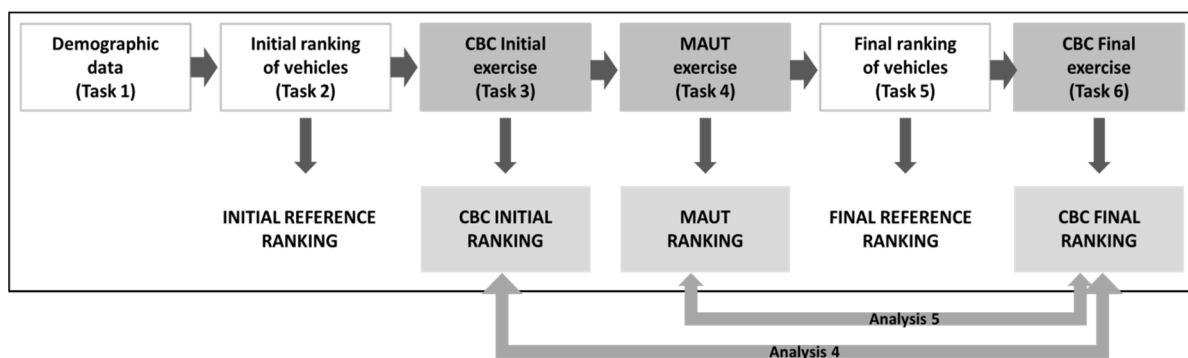 Demographic
data
(Task 1)
Initial ranking
of vehicles
(Task 2)
CBC Initial
exercise
(Task 3)
MAUT
exercise
(Task 4)
Final ranking
of vehicles
(Task 5)
CBC Final
exercise
(Task 6)
INITIAL REFERENCE
RANKING
CBC INITIAL
RANKING
MAUT
RANKING
FINAL REFERENCE
RANKING
CBC FINAL
RANKING
Analysis 5
Analysis 4